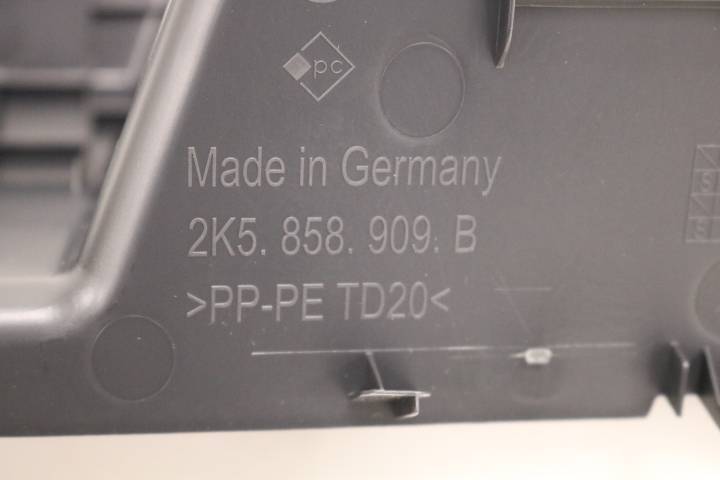 pc
Made in Germany
2K5. 858. 909. B
>PP-PE TD20<